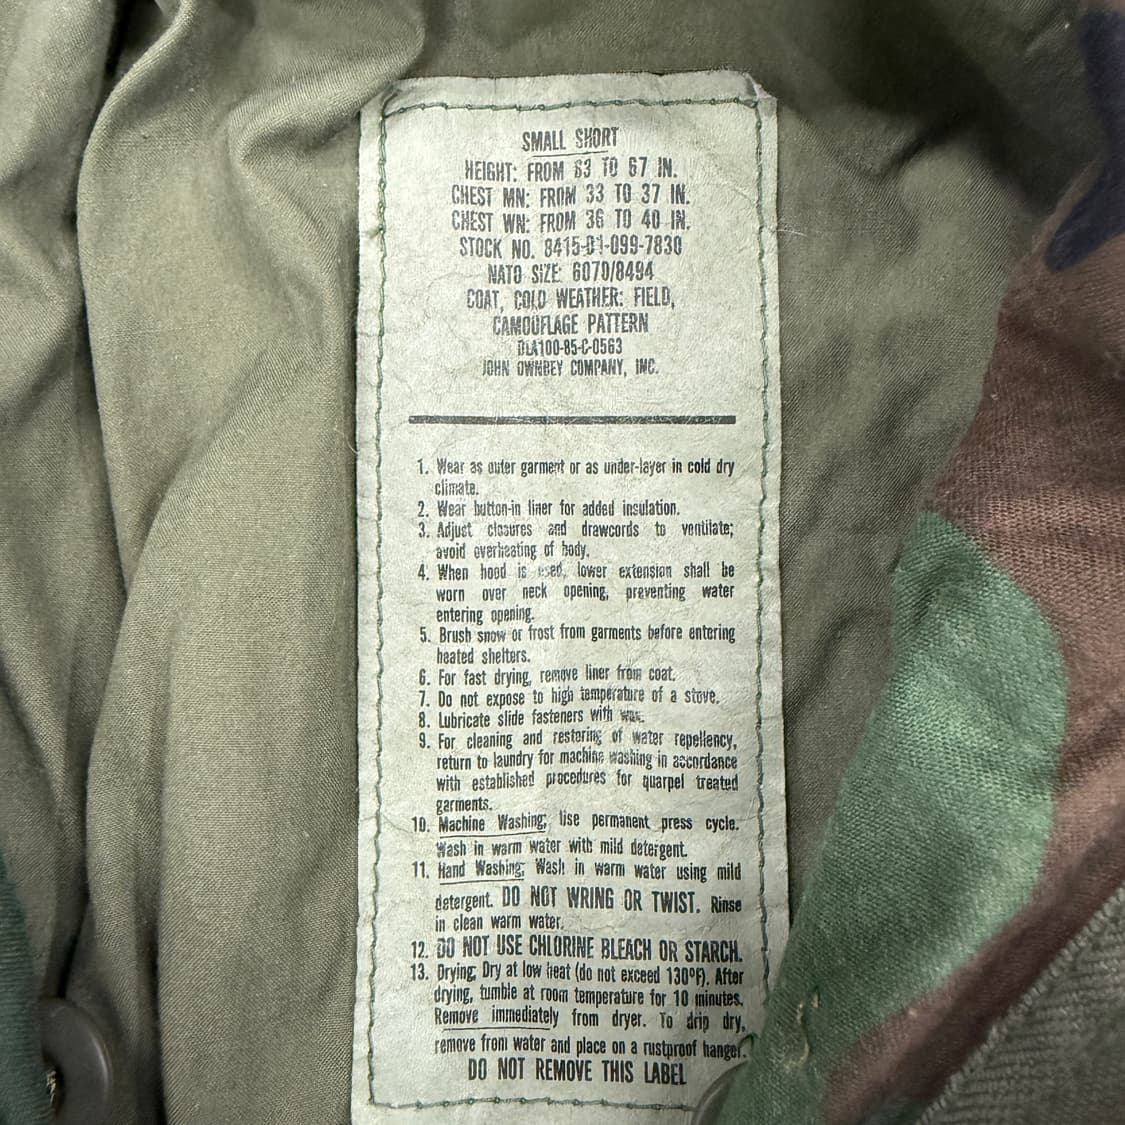 SMALL SHORT
HEIGHT: FROM 63 TO 67 IN.
CHEST MN: FROM 33 TO 37 IN.
CHEST WN: FROM 36 TO 40 IN.
STOCK NO. 8415-01-099-7830
NATO SIZE: 6070/8494
COAT, COLD WEATHER: FIELD,
CAMOUFLAGE PATTERN
DLA100-85-C-0563
JOHN OWNBEY COMPANY, INC.
1. Wear as outer garment or as under-layer in cold dry
climate.
2. Wear button-in liner for added insulation.
3. Adjust closures and drawcords to ventilate;
avoid overheating of body.
4. When hood is used, lower extension shall be
worn over neck opening, preventing water
entering opening.
5. Brush snow or frost from garments before entering
heated shelters.
6. For fast drying, remove liner from coat.
7. Do not expose to high temperature of a stove.
8. Lubricate slide fasteners with wax.
9. For cleaning and restoring of water repellency,
return to laundry for machine washing in accordance
with established procedures for quarpel treated
garments.
10. Machine Washing; Use permanent press cycle.
Wash in warm water with mild detergent.
11. Hand Washing; Wash in warm water using mild
detergent. DO NOT WRING OR TWIST. Rinse
in clean warm water.
12. DO NOT USE CHLORINE BLEACH OR STARCH.
13. Drying; Dry at low heat (do not exceed 130°F). After
drying, tumble at room temperature for 10 minutes.
Remove immediately from dryer. To drip dry,
remove from water and place on a rustproof hanger.
DO NOT REMOVE THIS LABEL